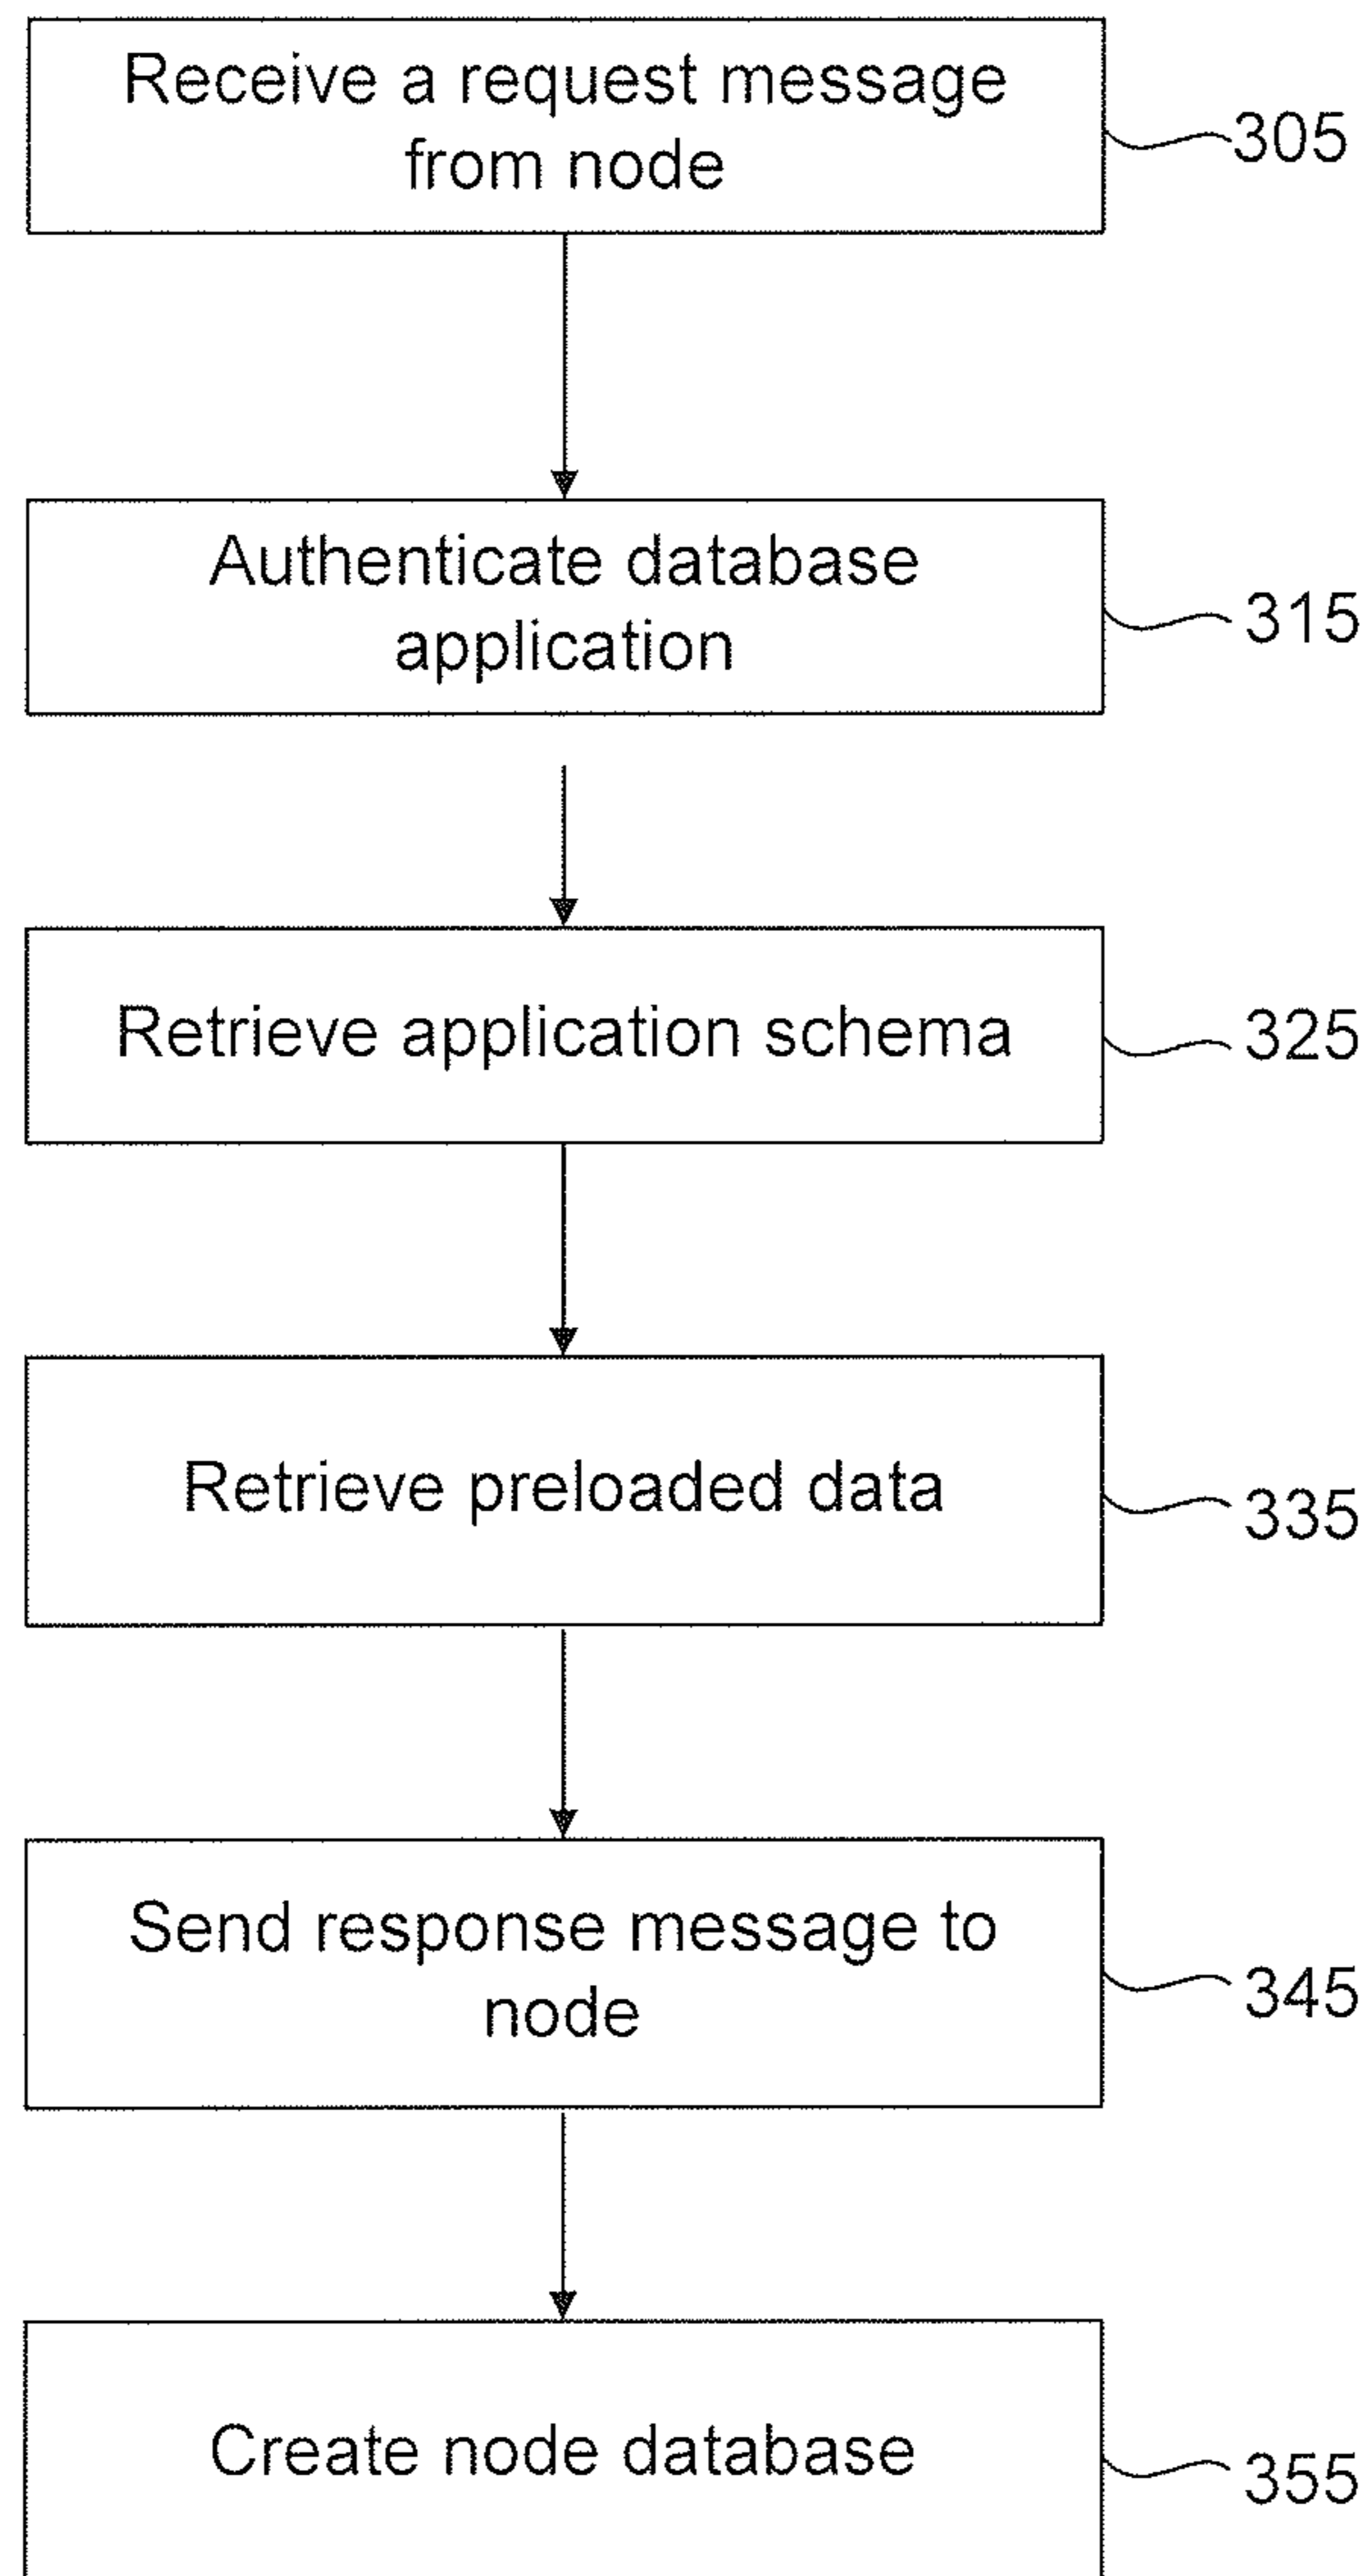 Receive a request message
from node
305
Authenticate database
application
315
Retrieve application schema
325
Retrieve preloaded data
335
Send response message to
node
345
Create node database
355